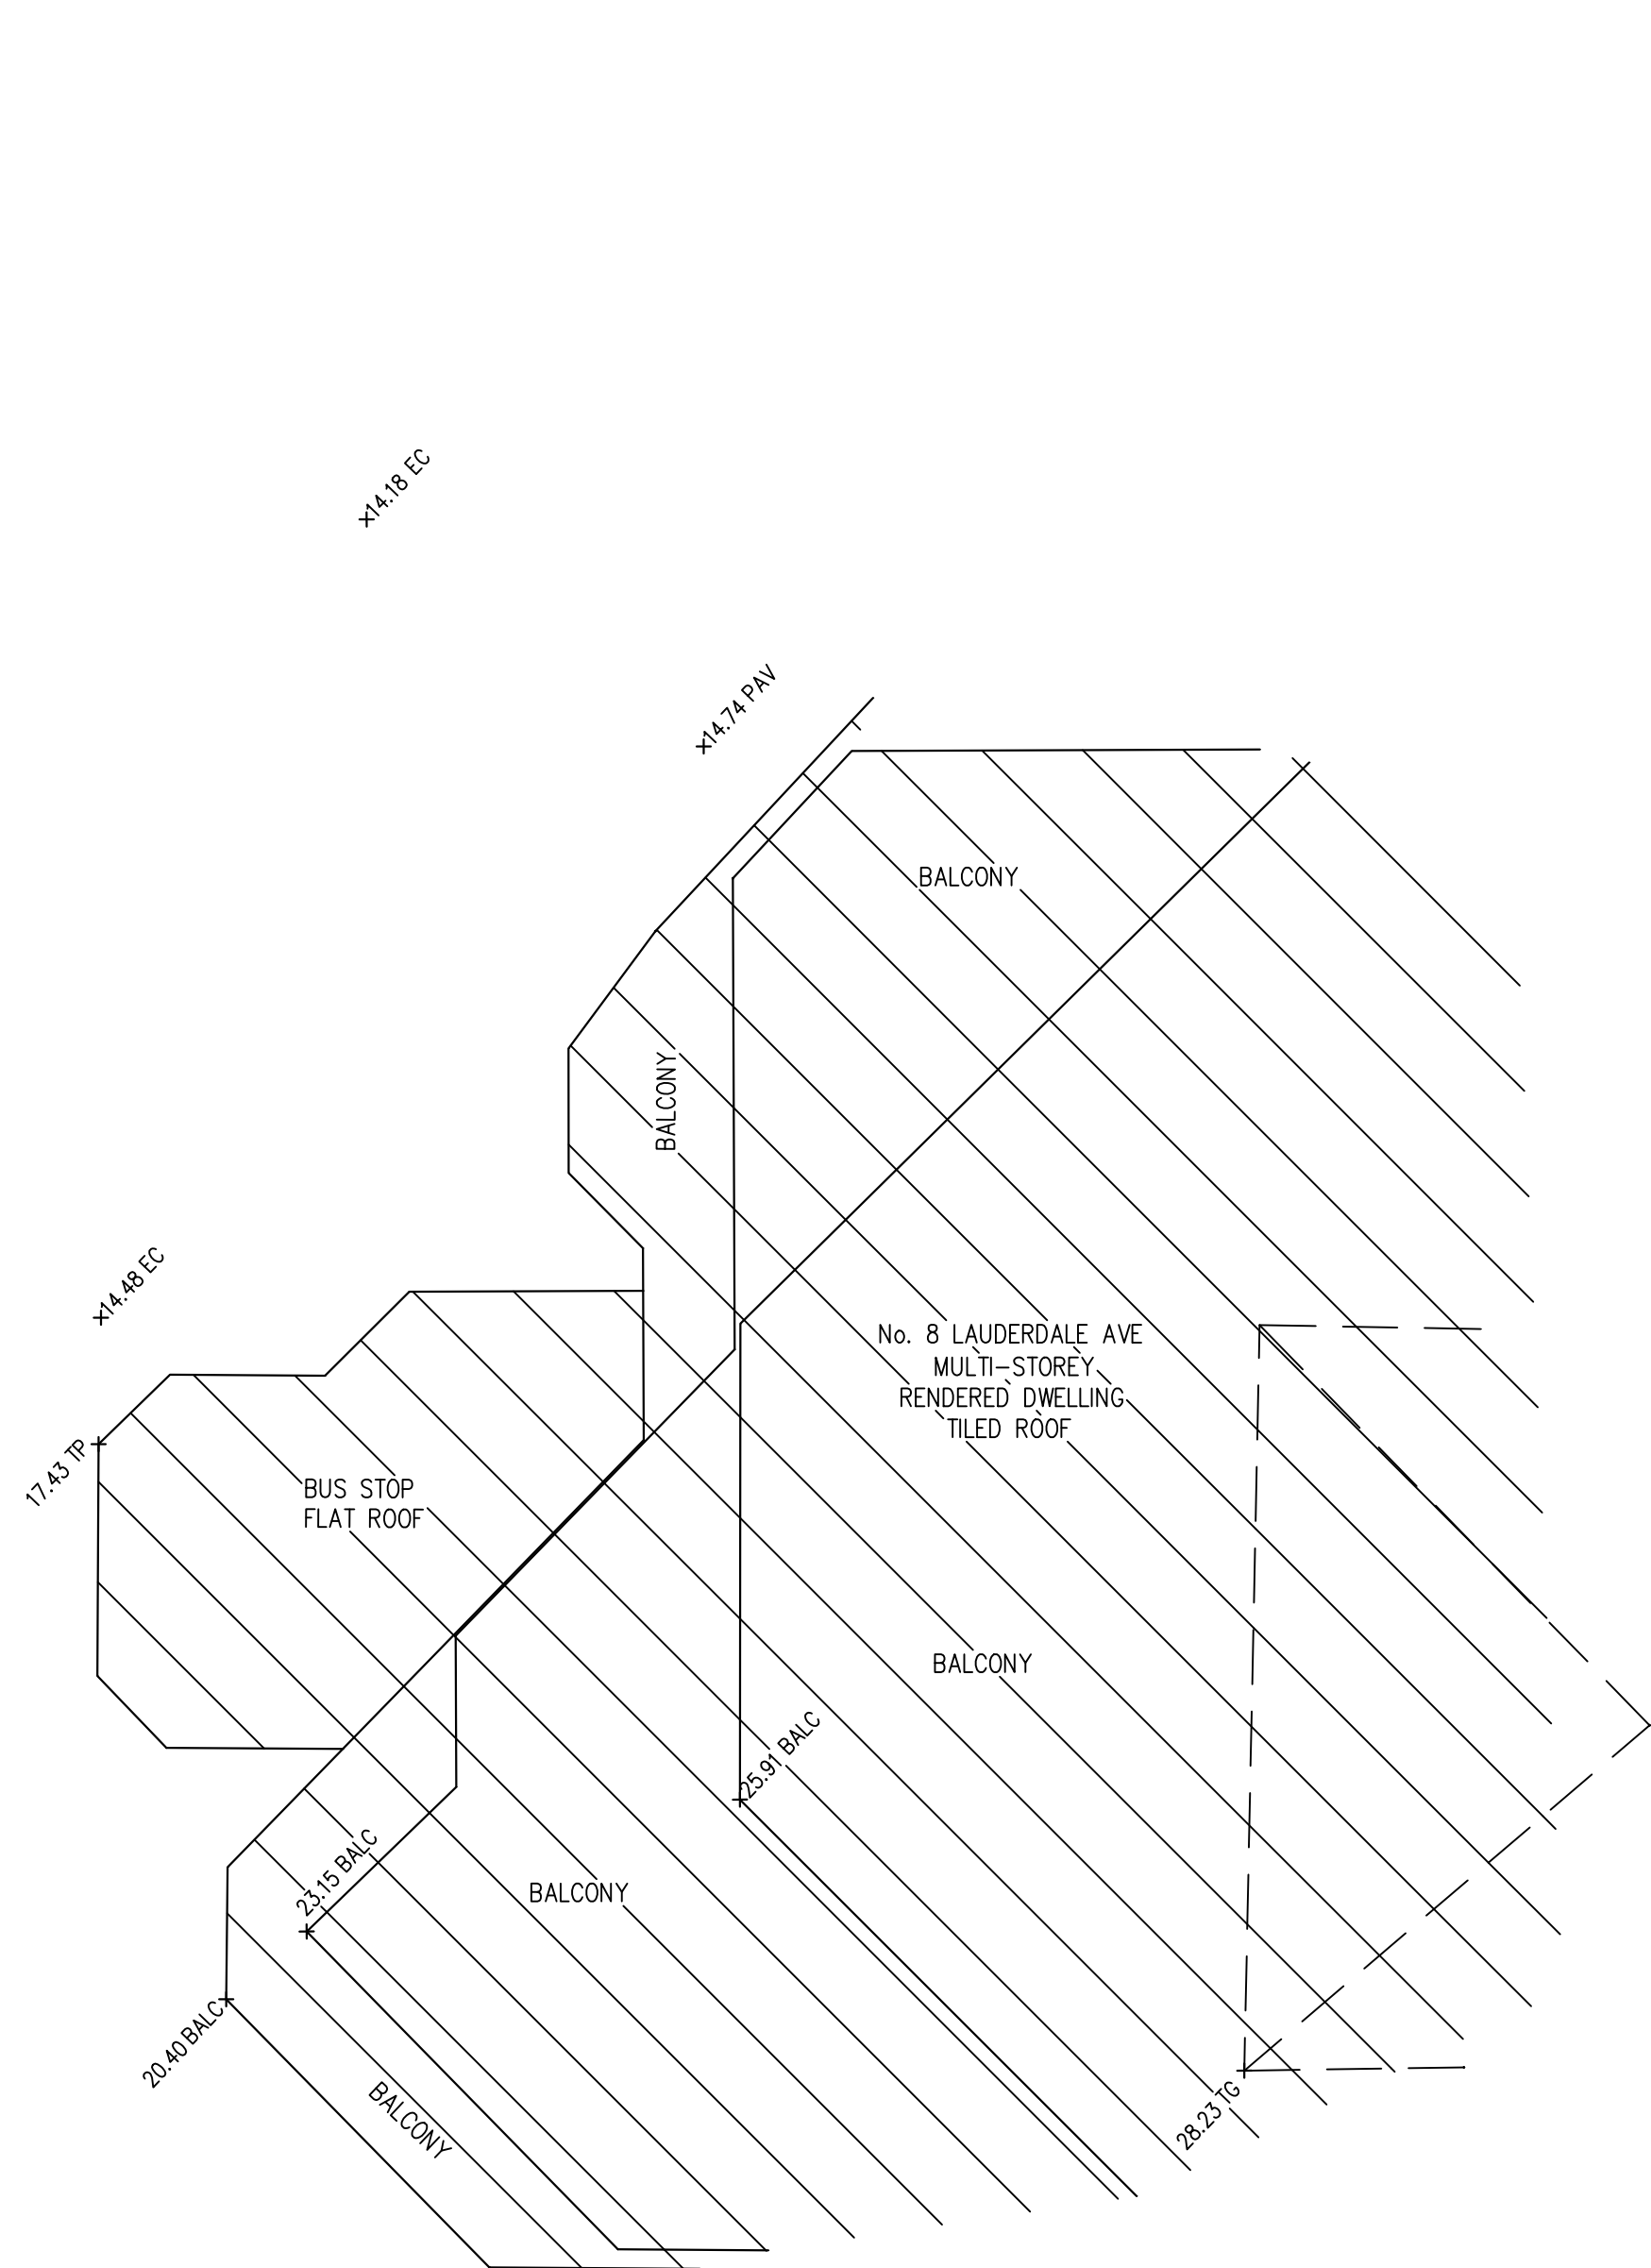 14.18 EC
14.74 PAV
BALCONY
BALCONY
14.48 EC
No. 8 LAUDERDALE AVE
MULTI-STOREY
RENDERED DWELLING
TILED ROOF
17.43 TP
BUS STOP
FLAT ROOF
BALCONY
25.91 BALC
23.15 BALC
BALCONY
20.40 BALC
BALCONY
28.23 TG